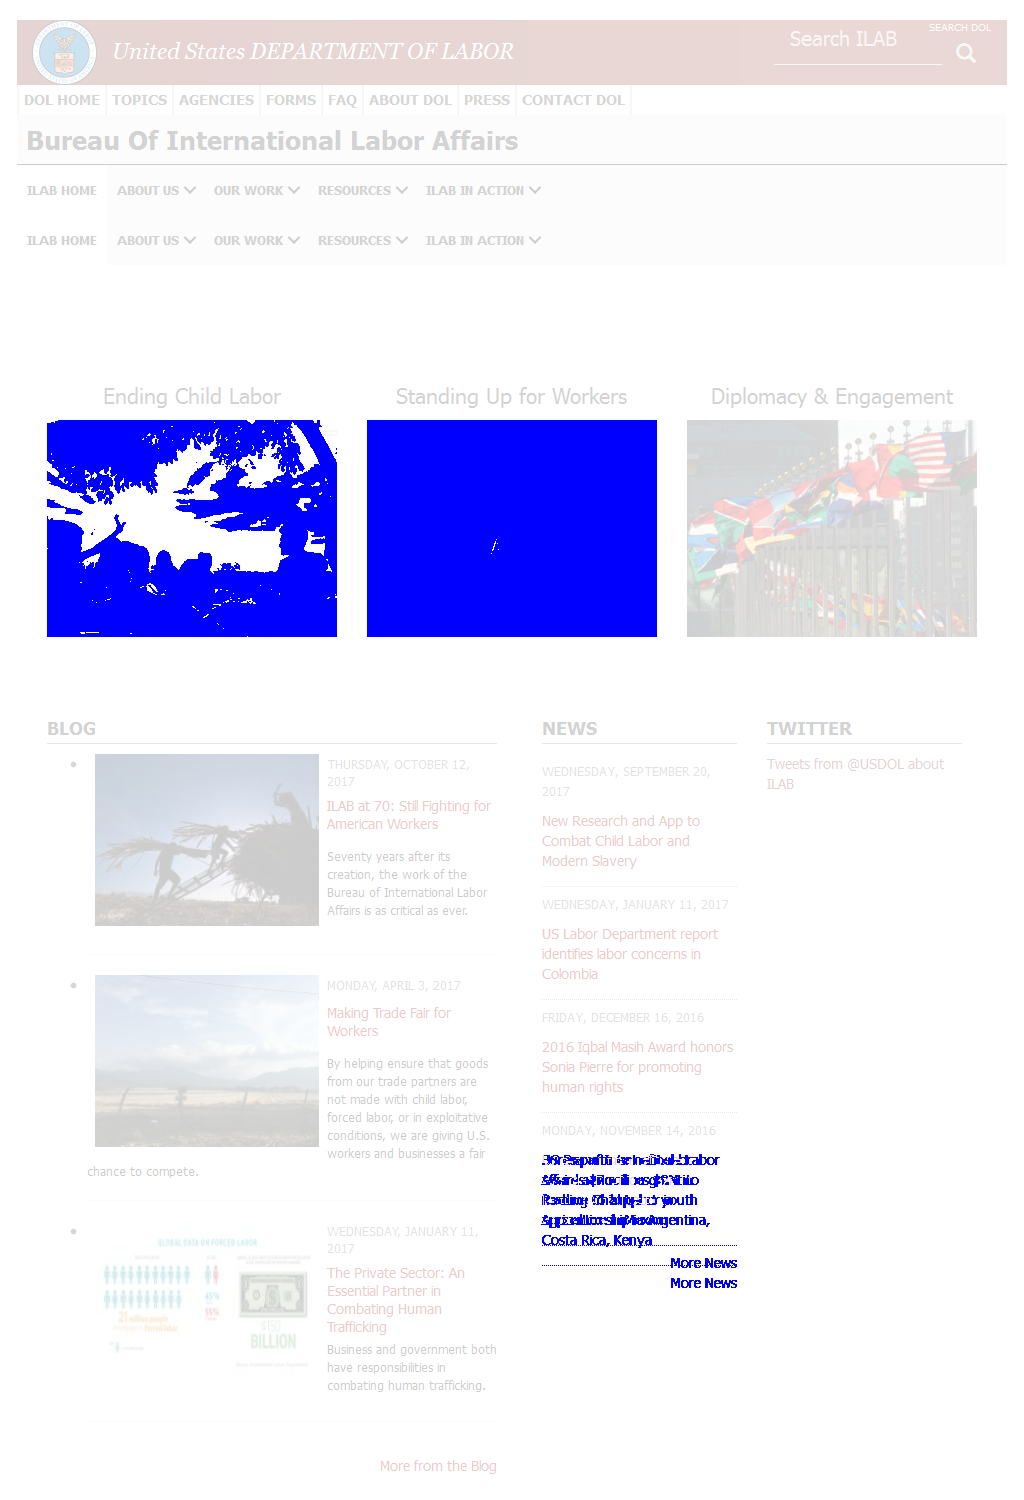 United States DEPARTMENT OF LABOR
Search ILAB
SEARCH DOL
DOL HOME TOPICS AGENCIES FORMS FAQ ABOUT DOL PRESS CONTACT DOL
Bureau Of International Labor Affairs
ILAB HOME ABOUT US OUR WORK RESOURCES ILAB IN ACTION
ILAB HOME ABOUT US OUR WORK RESOURCES ILAB IN ACTION
Ending Child Labor
Standing Up for Workers
Diplomacy & Engagement
BLOG
THURSDAY, OCTOBER 12,
2017
ILAB at 70: Still Fighting for
American Workers
Seventy years after its
creation, the work of the
Bureau of International Labor
Affairs is as critical as ever.
MONDAY, APRIL 3, 2017
Making Trade Fair for
Workers
By helping ensure that goods
from our trade partners are
not made with child labor,
forced labor, or in exploitative
conditions, we are giving U.S.
workers and businesses a fair
chance to compete.
GLOBAL DATA ON FORCED LABOR
21 million people
45%
55%
$150
BILLION
WEDNESDAY, JANUARY 11,
2017
The Private Sector: An
Essential Partner in
Combating Human
Trafficking
Business and government both
have responsibilities in
combating human trafficking.
More from the Blog
NEWS
WEDNESDAY, SEPTEMBER 20,
2017
New Research and App to
Combat Child Labor and
Modern Slavery
WEDNESDAY, JANUARY 11, 2017
US Labor Department report
identifies labor concerns in
Colombia
FRIDAY, DECEMBER 16, 2016
2016 Iqbal Masih Award honors
Sonia Pierre for promoting
human rights
MONDAY, NOVEMBER 14, 2016
Labor
youth
Argentina,
Costa Rica, Kenya
More News
More News
TWITTER
Tweets from @USDOL about
ILAB